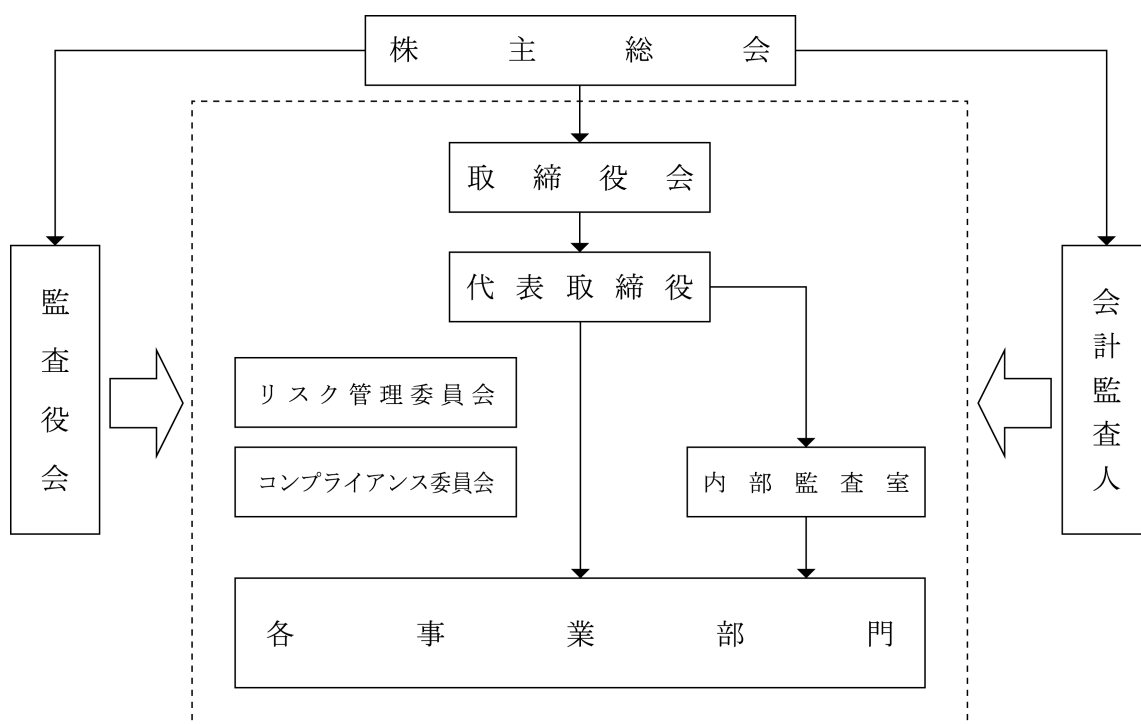 株主総会
取締役会
代表取締役
監査役会
会計監査人
リスク管理委員会
コンプライアンス委員会
内部監査室
各事業部門